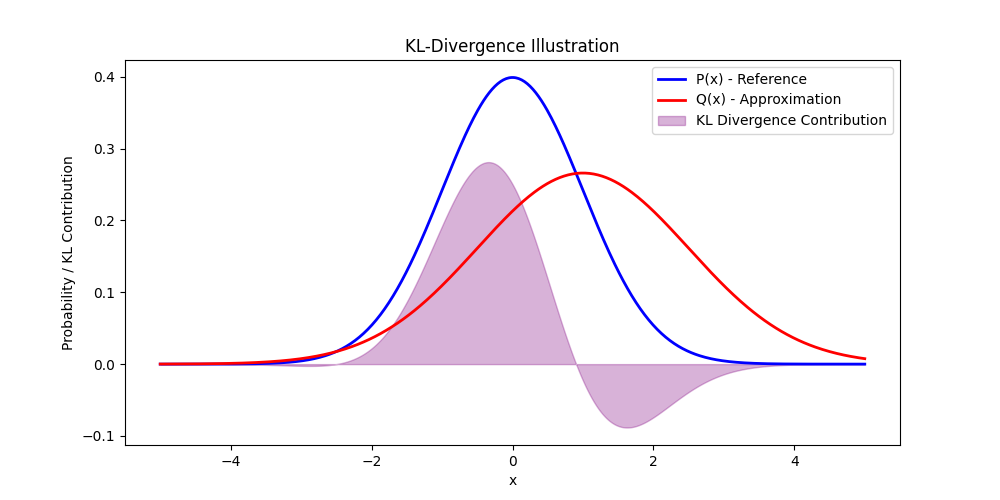 KL-Divergence Illustration
P(x) - Reference
Q(x) - Approximation
KL Divergence Contribution
Probability / KL Contribution
0.4
0.3
0.2
0.1
0.0
−0.1
−4
−2
0
2
4
x